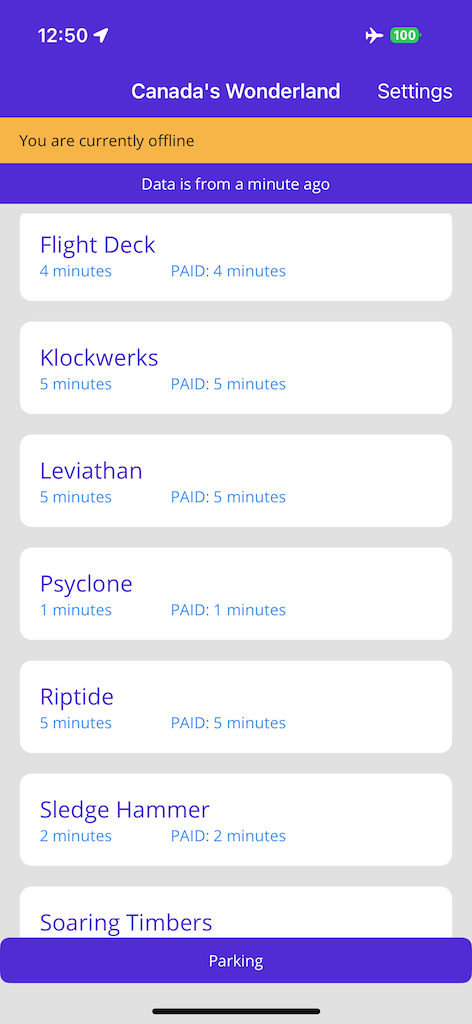 12:50
100
Canada's Wonderland
Settings
You are currently offline
Data is from a minute ago
Flight Deck
4 minutes PAID: 4 minutes
Klockwerks
5 minutes PAID: 5 minutes
Leviathan
5 minutes PAID: 5 minutes
Psyclone
1 minutes PAID: 1 minutes
Riptide
5 minutes PAID: 5 minutes
Sledge Hammer
2 minutes PAID: 2 minutes
Soaring Timbers
Parking